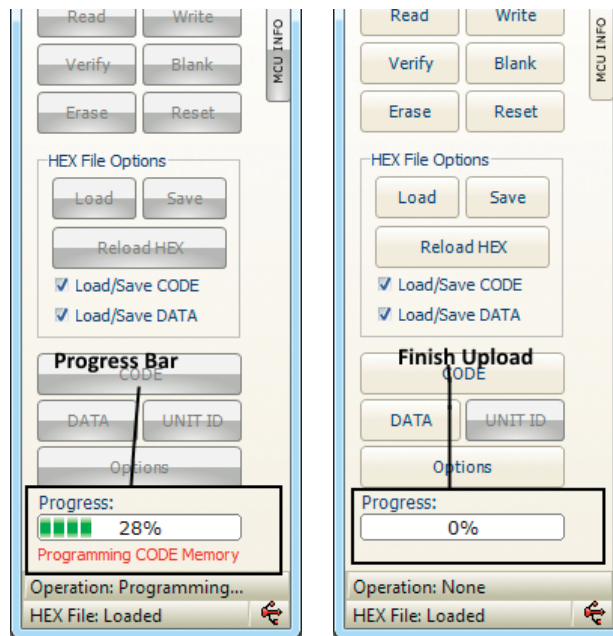 Read Write
Verify Blank
Erase Reset
MCU INFO
HEX File Options
Load Save
Reload HEX
Load/Save CODE
Load/Save DATA
Progress Bar
CODE
DATA UNIT ID
Options
Progress:
28%
Programming CODE Memory
Operation: Programming...
HEX File: Loaded
Read Write
Verify Blank
Erase Reset
MCU INFO
HEX File Options
Load Save
Reload HEX
Load/Save CODE
Load/Save DATA
Finish Upload
CODE
DATA UNIT ID
Options
Progress:
0%
Operation: None
HEX File: Loaded